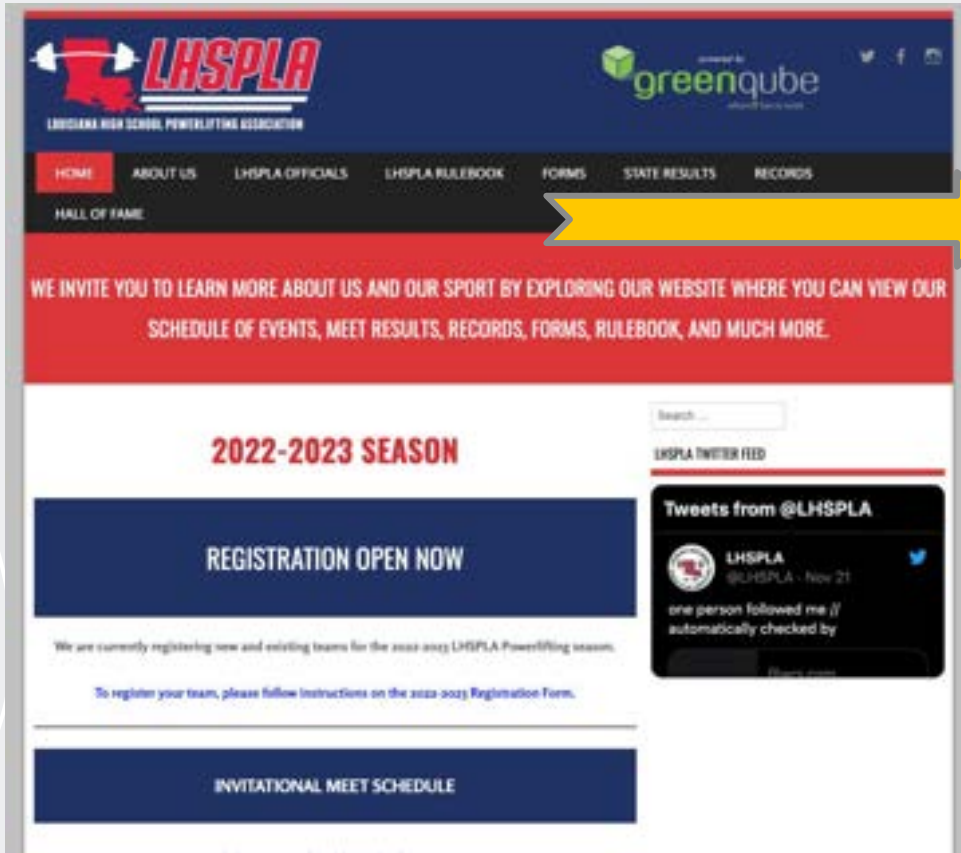 LHSPLA
LOUISIANA HIGH SCHOOL POWERLIFTING ASSOCIATION
powered by
greenqube
HOME ABOUT US LHSPLA OFFICIALS LHSPLA RULEBOOK FORMS STATE RESULTS RECORDS
HALL OF FAME
WE INVITE YOU TO LEARN MORE ABOUT US AND OUR SPORT BY EXPLORING OUR WEBSITE WHERE YOU CAN VIEW OUR
SCHEDULE OF EVENTS, MEET RESULTS, RECORDS, FORMS, RULEBOOK, AND MUCH MORE.
2022-2023 SEASON
REGISTRATION OPEN NOW
We are currently registering new and existing teams for the 2022-2023 LHSPLA Powerlifting season.
To register your team, please follow instructions on the 2022-2023 Registration Form.
INVITATIONAL MEET SCHEDULE
Search ...
LHSPLA TWITTER FEED
Tweets from @LHSPLA
LHSPLA
@LHSPLA · Nov 21
one person followed me //
automatically checked by